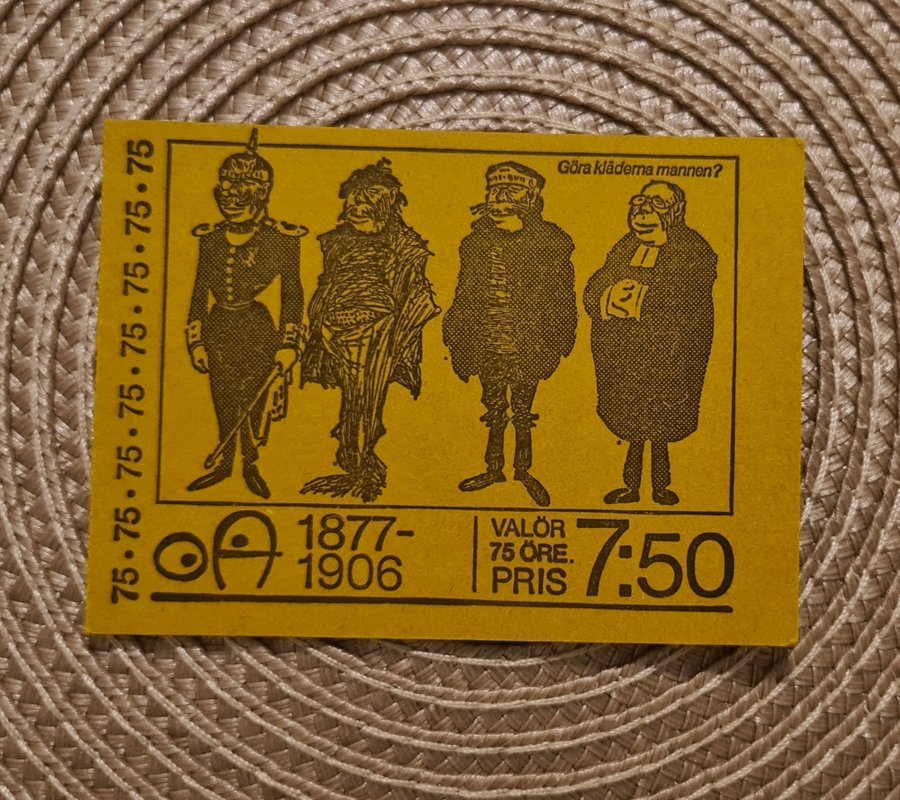 75•75•75•75•75•75•75•75
Göra kläderna mannen?
OA 1877-
1906
VALÖR
75 ÖRE.
PRIS 7:50